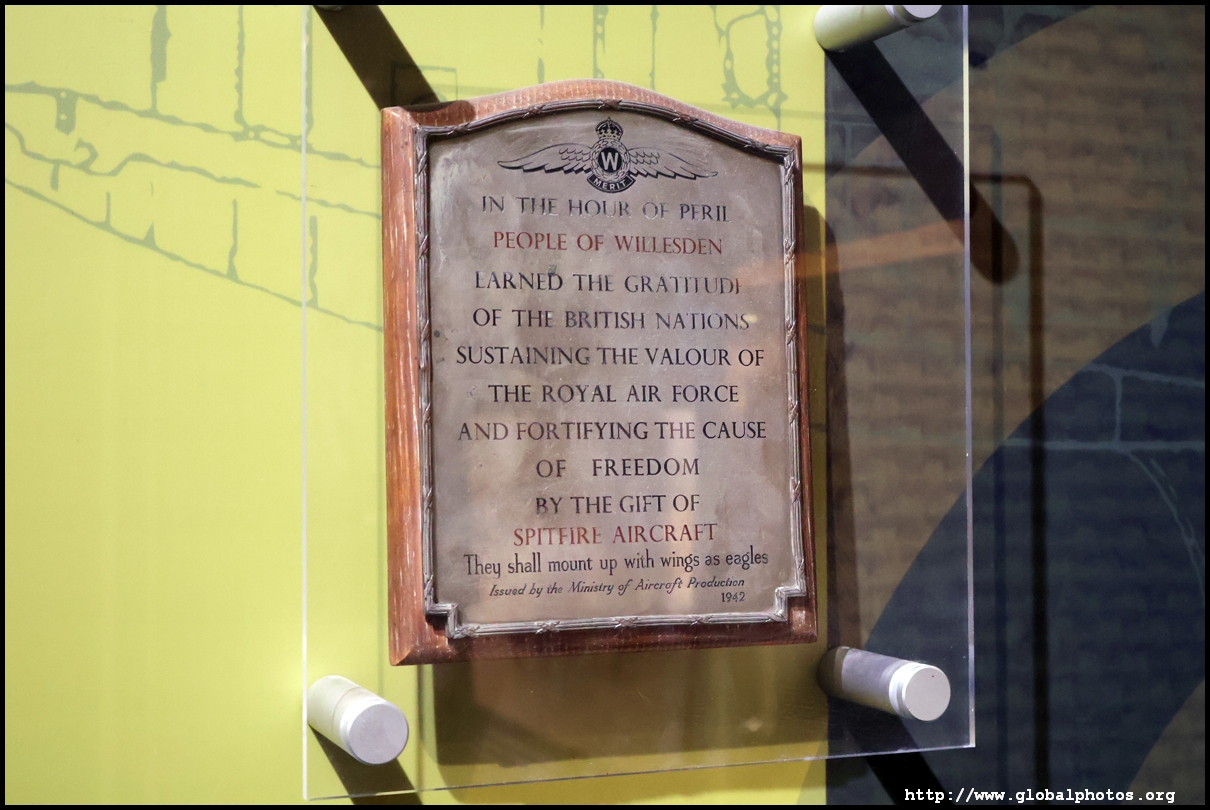 W
MERIT
IN THE HOUR OF PERIL
PEOPLE OF WILLESDEN
EARNED THE GRATITUDE
OF THE BRITISH NATIONS
SUSTAINING THE VALOUR OF
THE ROYAL AIR FORCE
AND FORTIFYING THE CAUSE
OF FREEDOM
BY THE GIFT OF
SPITFIRE AIRCRAFT
They shall mount up with wings as eagles
Issued by the Ministry of Aircraft Production
1942
http://www.globalphotos.org